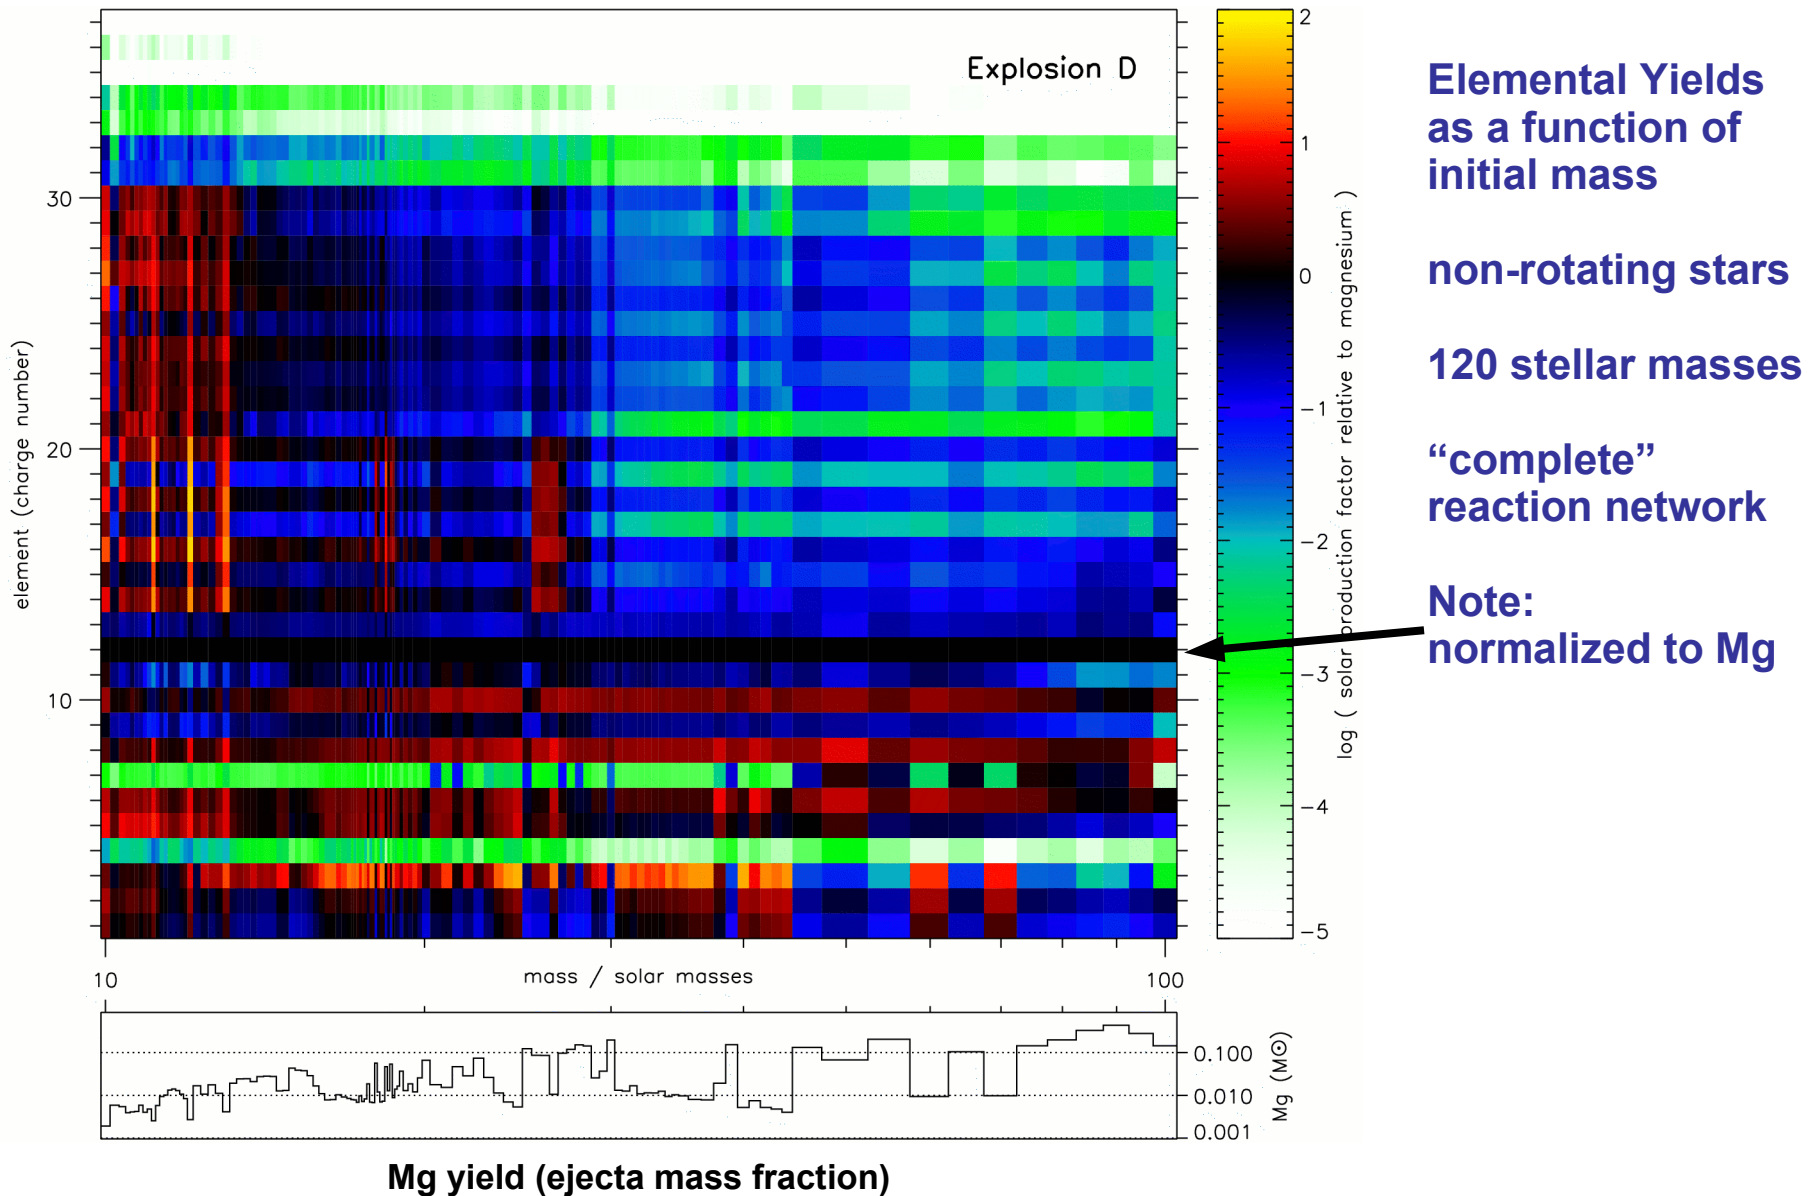 Explosion D
30
20
10
element (charge number)
10
mass / solar masses
100
2
1
0
−1
−2
−3
−4
−5
log ( solar production factor relative to magnesium )
0.100
0.010
0.001
Mg (M⊙)
Mg yield (ejecta mass fraction)
Elemental Yields
as a function of
initial mass
non-rotating stars
120 stellar masses
“complete”
reaction network
Note:
normalized to Mg